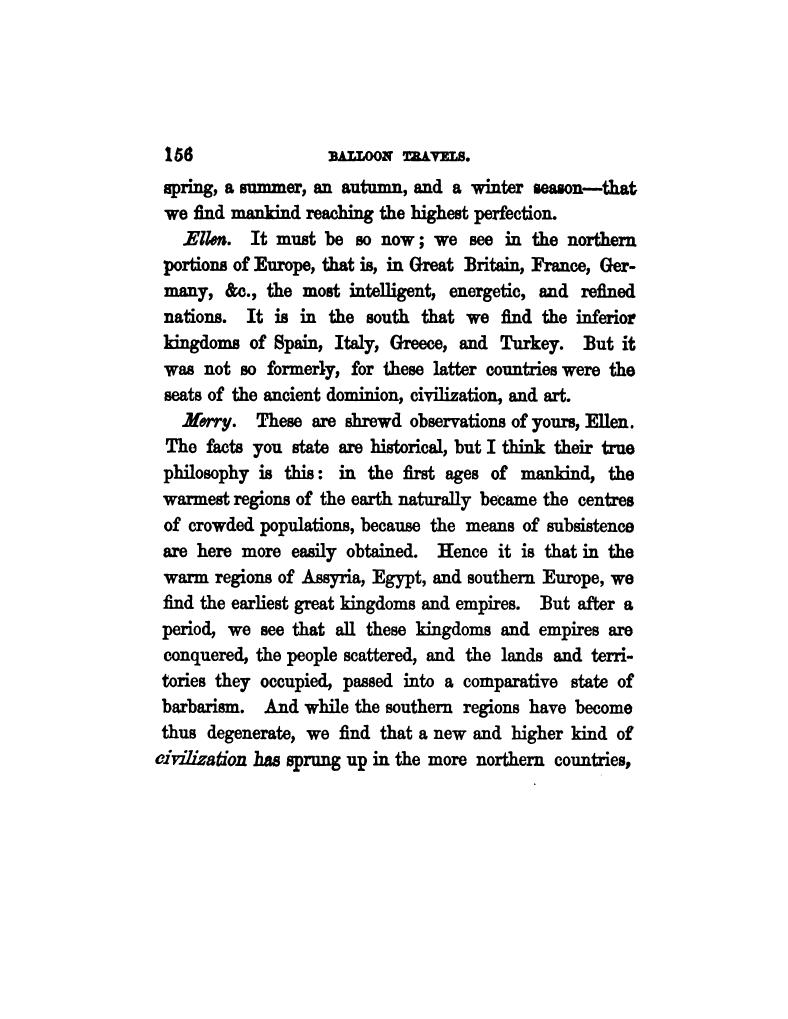 156 BALLOON TRAVELS.
spring, a summer, an autumn, and a winter season—that
we find mankind reaching the highest perfection.
Ellen. It must be so now; we see in the northern
portions of Europe, that is, in Great Britain, France, Ger-
many, &c., the most intelligent, energetic, and refined
nations. It is in the south that we find the inferior
kingdoms of Spain, Italy, Greece, and Turkey. But it
was not so formerly, for these latter countries were the
seats of the ancient dominion, civilization, and art.
Merry. These are shrewd observations of yours, Ellen.
The facts you state are historical, but I think their true
philosophy is this: in the first ages of mankind, the
warmest regions of the earth naturally became the centres
of crowded populations, because the means of subsistence
are here more easily obtained. Hence it is that in the
warm regions of Assyria, Egypt, and southern Europe, we
find the earliest great kingdoms and empires. But after a
period, we see that all these kingdoms and empires are
conquered, the people scattered, and the lands and terri-
tories they occupied, passed into a comparative state of
barbarism. And while the southern regions have become
thus degenerate, we find that a new and higher kind of
civilization has sprung up in the more northern countries,